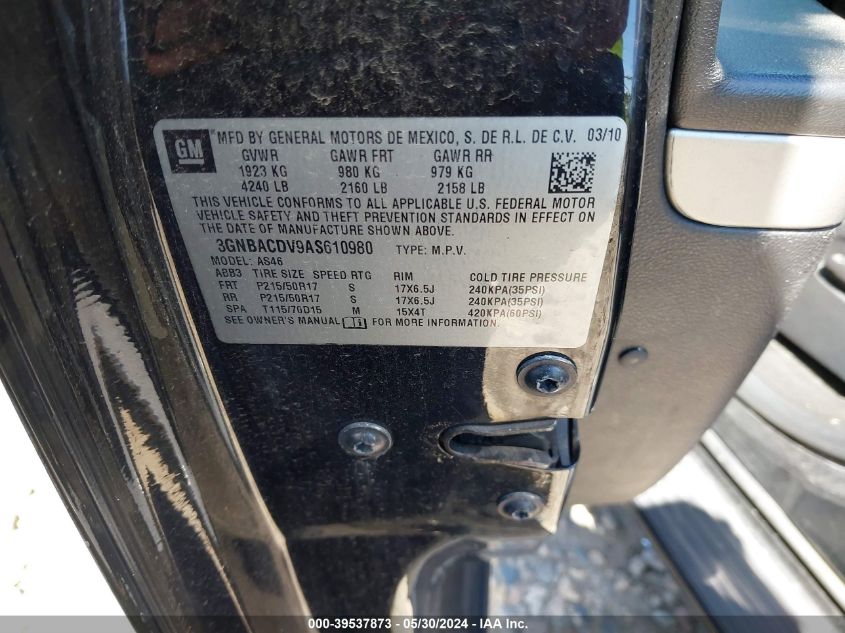 GM
MFD BY GENERAL MOTORS DE MEXICO, S. DE R.L. DE C.V. 03/10
GVWR GAWR FRT GAWR RR
1923 KG 980 KG 979 KG
4240 LB 2160 LB 2158 LB
THIS VEHICLE CONFORMS TO ALL APPLICABLE U.S. FEDERAL MOTOR
VEHICLE SAFETY AND THEFT PREVENTION STANDARDS IN EFFECT ON
THE DATE OF MANUFACTURE SHOWN ABOVE.
3GNBACDV9AS610980 TYPE: M.P.V.
MODEL: AS46
ABB3 TIRE SIZE SPEED RTG RIM COLD TIRE PRESSURE
FRT P215/50R17 S 17X6.5J 240KPA(35PSI)
RR P215/50R17 S 17X6.5J 240KPA(35PSI)
SPA T115/70D15 M 15X4T 420KPA(60PSI)
SEE OWNER'S MANUAL FOR MORE INFORMATION.
000-39537873 - 05/30/2024 - IAA Inc.